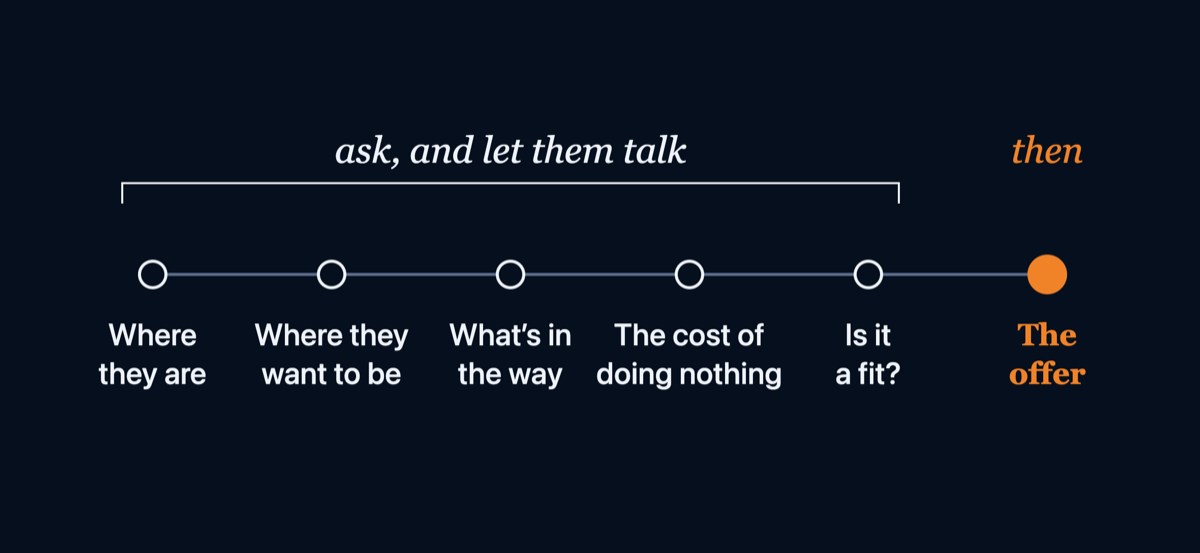 ask, and let them talk
then
Where
they are
Where they
want to be
What's in
the way
The cost of
doing nothing
Is it
a fit?
The
offer